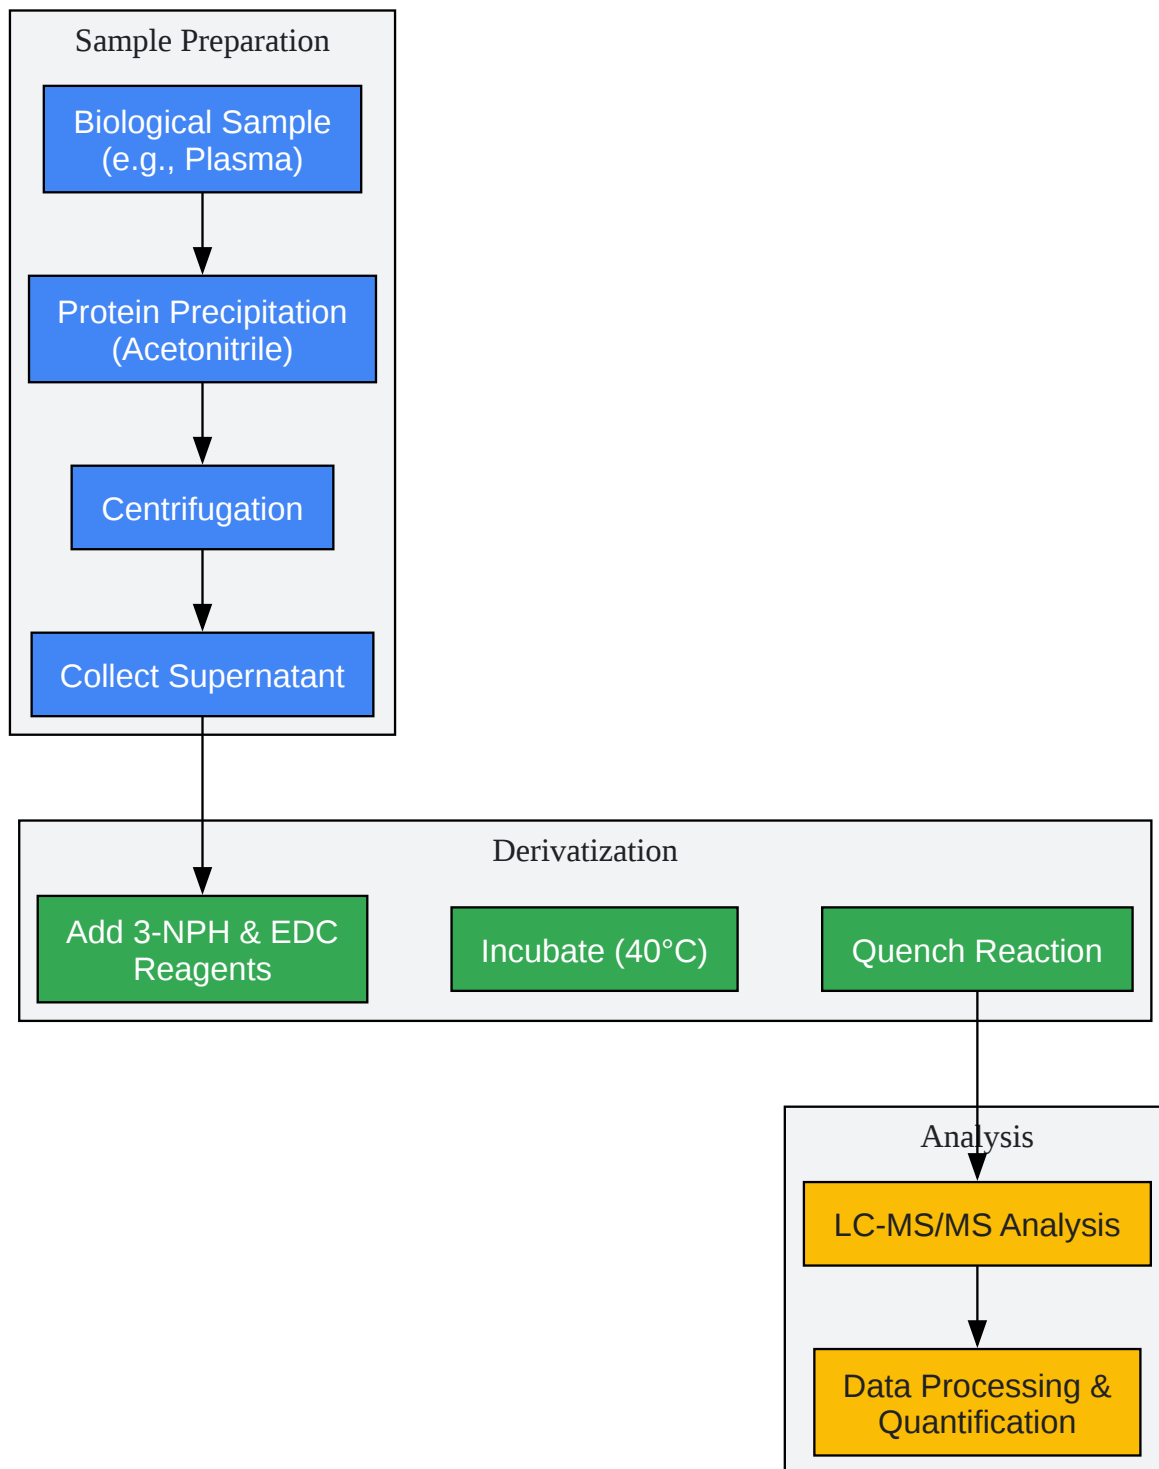 Sample Preparation
Biological Sample
(e.g., Plasma)
Protein Precipitation
(Acetonitrile)
Centrifugation
Collect Supernatant
Derivatization
Add 3-NPH & EDC
Reagents
Incubate (40°C)
Quench Reaction
Analysis
LC-MS/MS Analysis
Data Processing &
Quantification